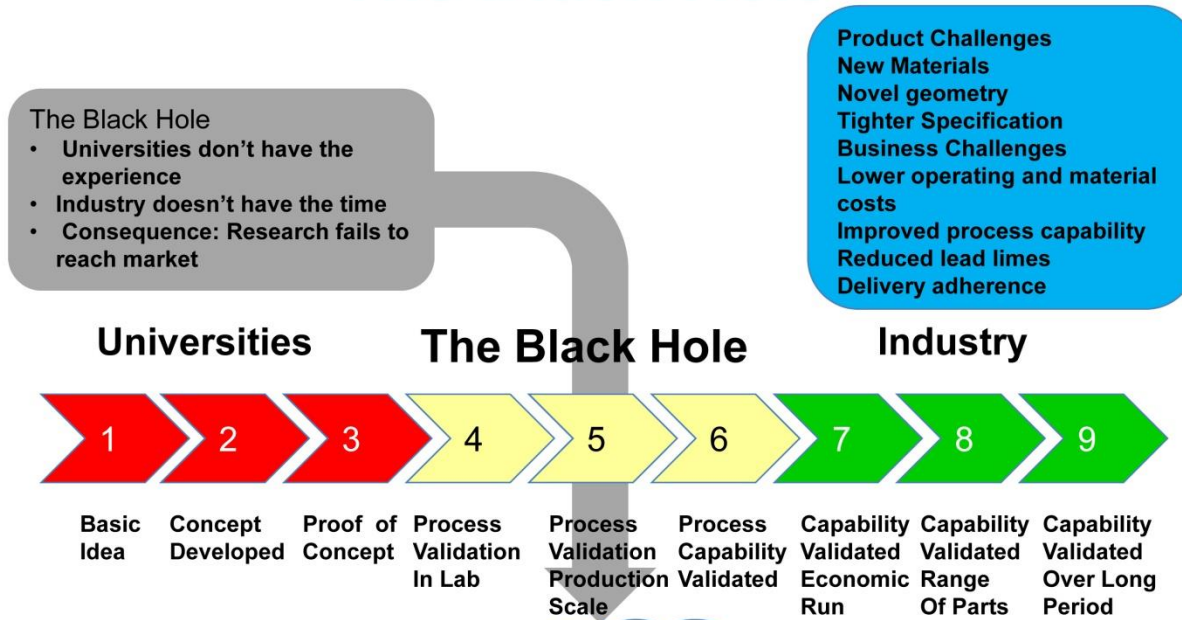 The Black Hole
• Universities don't have the
experience
• Industry doesn't have the time
• Consequence: Research fails to
reach market
Product Challenges
New Materials
Novel geometry
Tighter Specification
Business Challenges
Lower operating and material
costs
Improved process capability
Reduced lead limes
Delivery adherence
Universities
The Black Hole
Industry
1
2
3
4
5
6
7
8
9
Basic
Idea
Concept
Developed
Proof of
Concept
Process
Validation
In Lab
Process
Validation
Production
Scale
Process
Capability
Validated
Capability
Validated
Economic
Run
Capability
Validated
Range
Of Parts
Capability
Validated
Over Long
Period